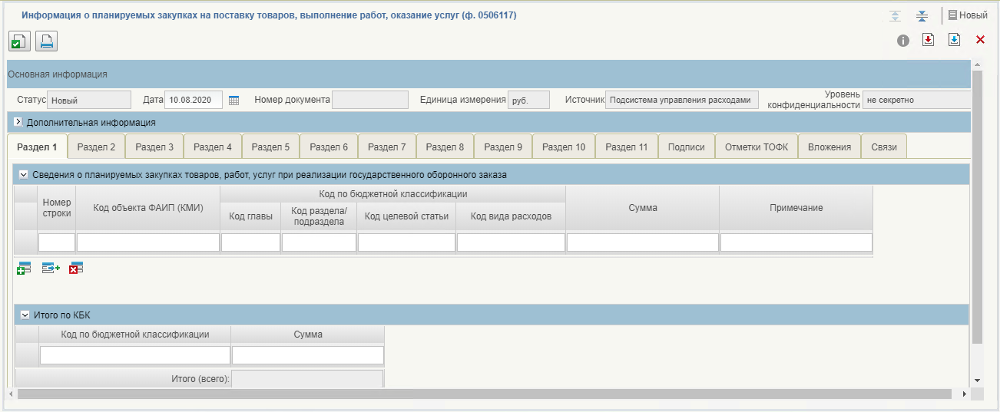 Информация о планируемых закупках на поставку товаров, выполнение работ, оказание услуг (ф. 0506117)
Новый
Основная информация
Статус Новый Дата 10.08.2020 Номер документа Единица измерения руб. Источник Подсистема управления расходами Уровень конфиденциальности не секретно
Дополнительная информация
Раздел 1 Раздел 2 Раздел 3 Раздел 4 Раздел 5 Раздел 6 Раздел 7 Раздел 8 Раздел 9 Раздел 10 Раздел 11 Подписи Отметки ТОФК Вложения Связи
Сведения о планируемых закупках товаров, работ, услуг при реализации государственного оборонного заказа
Номер строки
Код объекта ФАИП (КМИ)
Код по бюджетной классификации
Код главы
Код раздела/
подраздела
Код целевой статьи
Код вида расходов
Сумма
Примечание
Итого по КБК
Код по бюджетной классификации Сумма
Итого (всего):